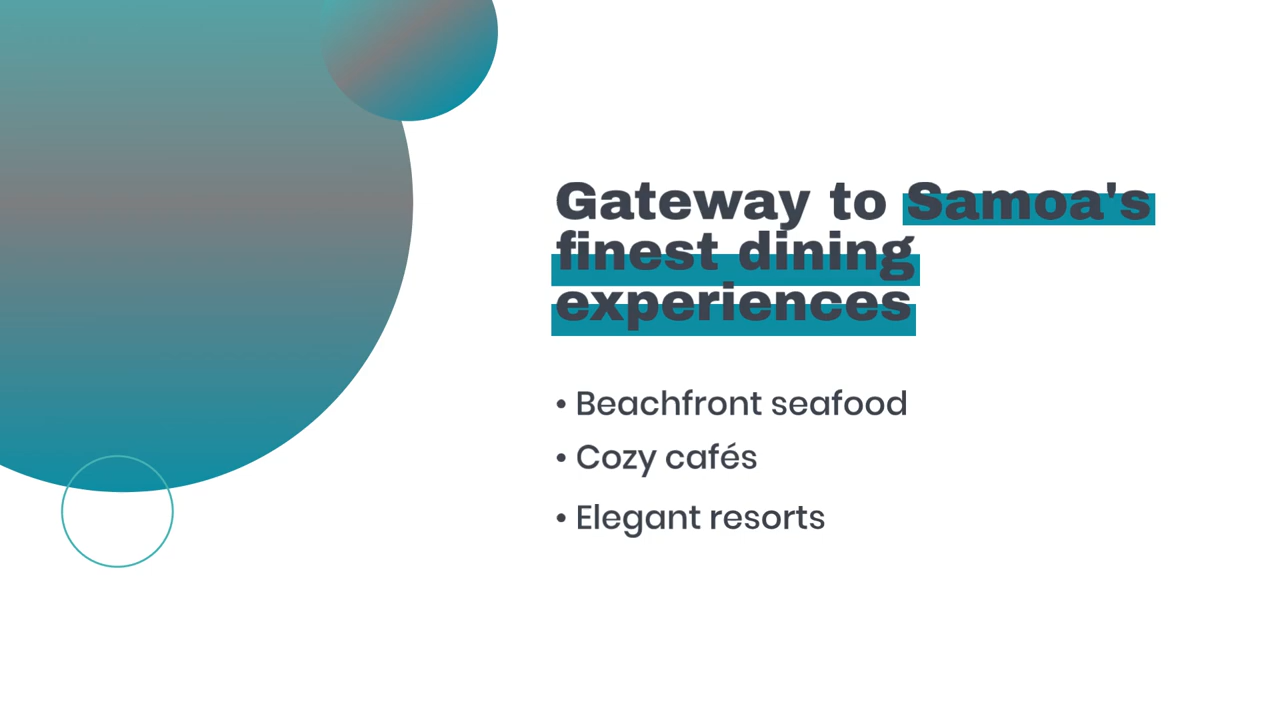 Gateway to Samoa's
finest dining
experiences
• Beachfront seafood
• Cozy cafés
• Elegant resorts